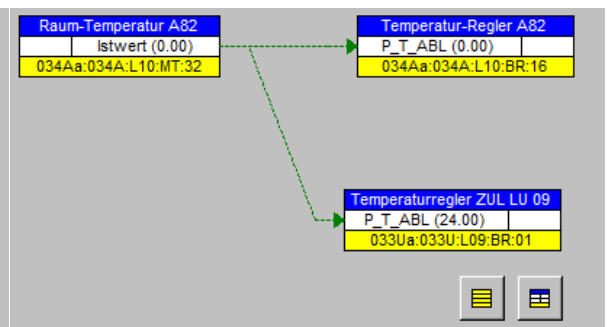 Raum-Temperatur A82
Istwert (0.00)
034Aa:034A:L10:MT:32
Temperatur-Regler A82
P_T_ABL (0.00)
034Aa:034A:L10:BR:16
Temperaturregler ZUL LU 09
P_T_ABL (24.00)
033Ua:033U:L09:BR:01